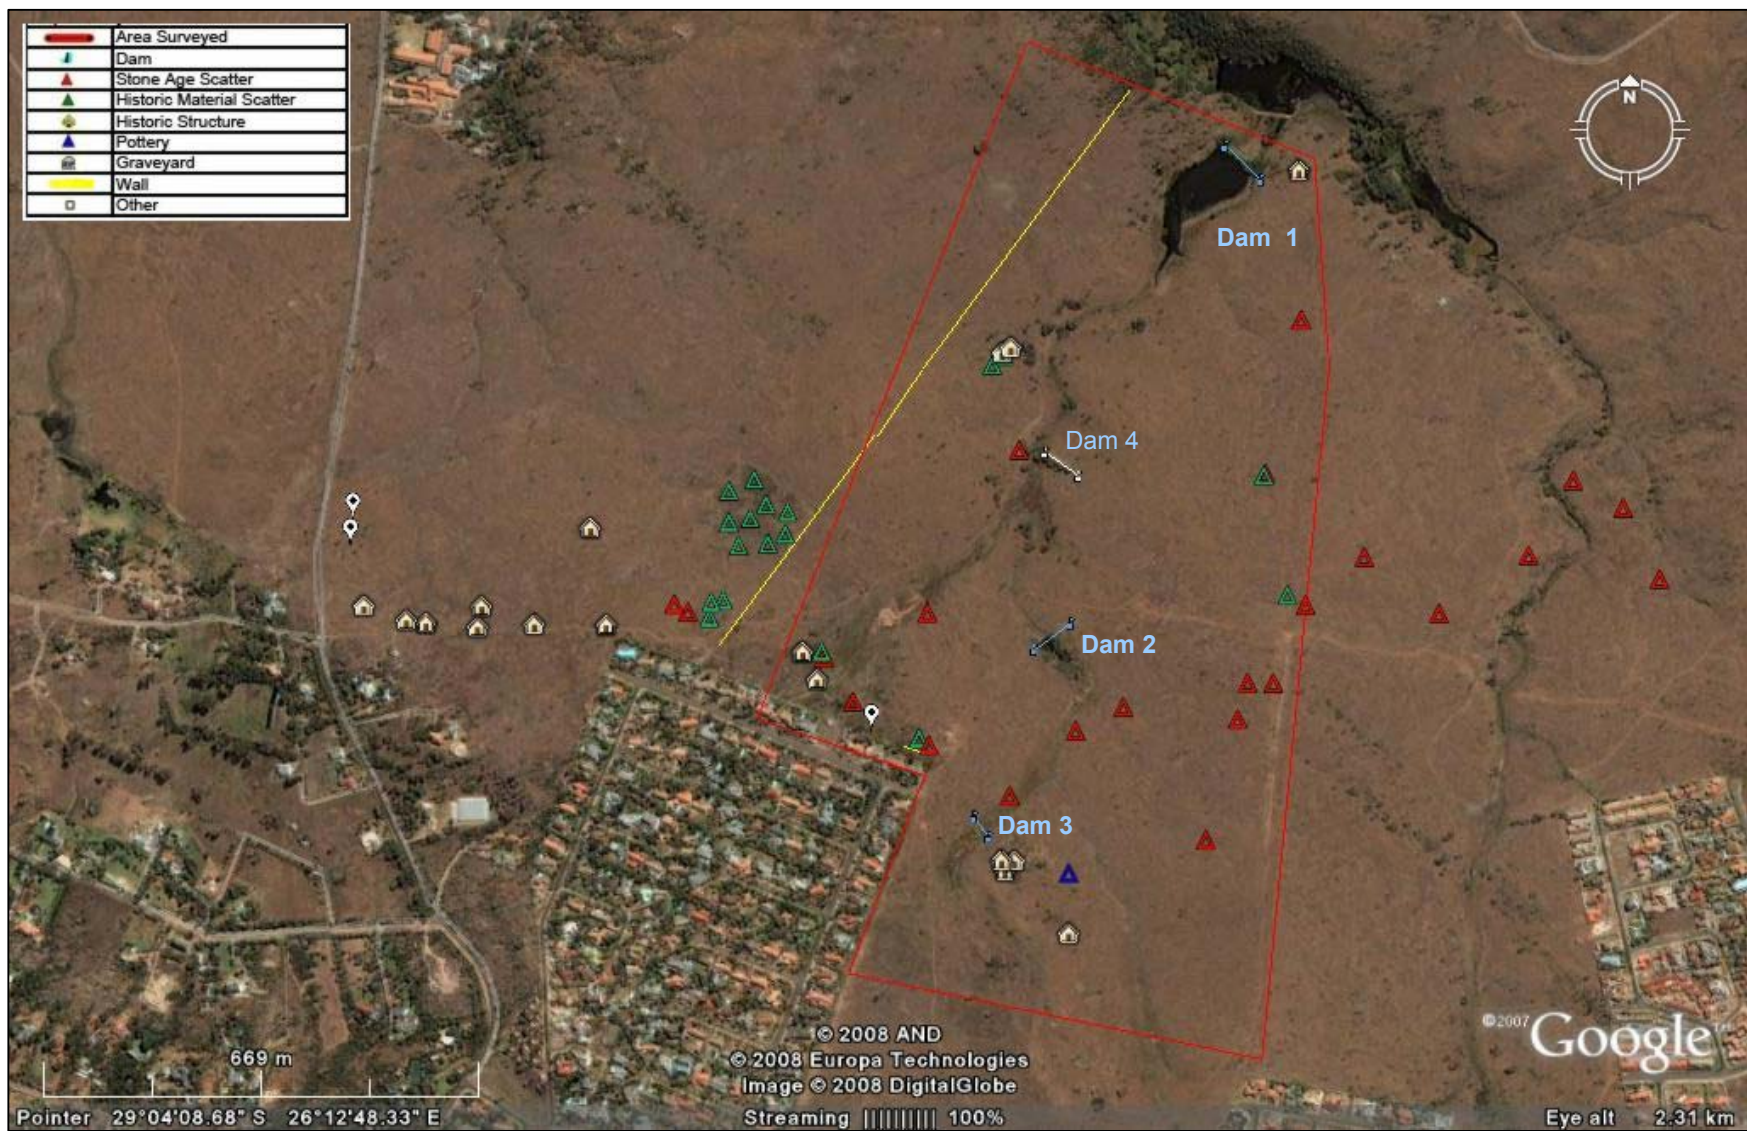 Area Surveyed
Dam
Stone Age Scatter
Historic Material Scatter
Historic Structure
Pottery
Graveyard
Wall
Other
N
Dam 1
Dam 4
Dam 2
Dam 3
© 2008 AND
© 2008 Europa Technologies
Image © 2008 DigitalGlobe
©2007 Google™
669 m
Pointer 29°04'08.68" S 26°12'48.33" E
Streaming |||||||||| 100%
Eye alt 2.31 km